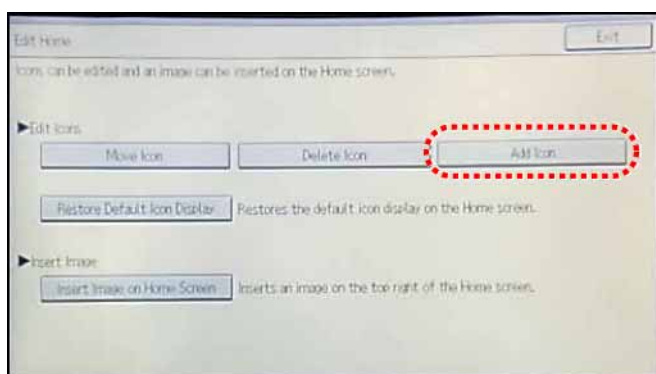 Edit Home
Exit
Icons can be edited and an image can be inserted on the Home screen.
▶Edit Icons
Move Icon
Delete Icon
Add Icon
Restore Default Icon Display
Restores the default icon display on the Home screen.
▶Insert Image
Insert Image on Home Screen
Inserts an image on the top right of the Home screen.